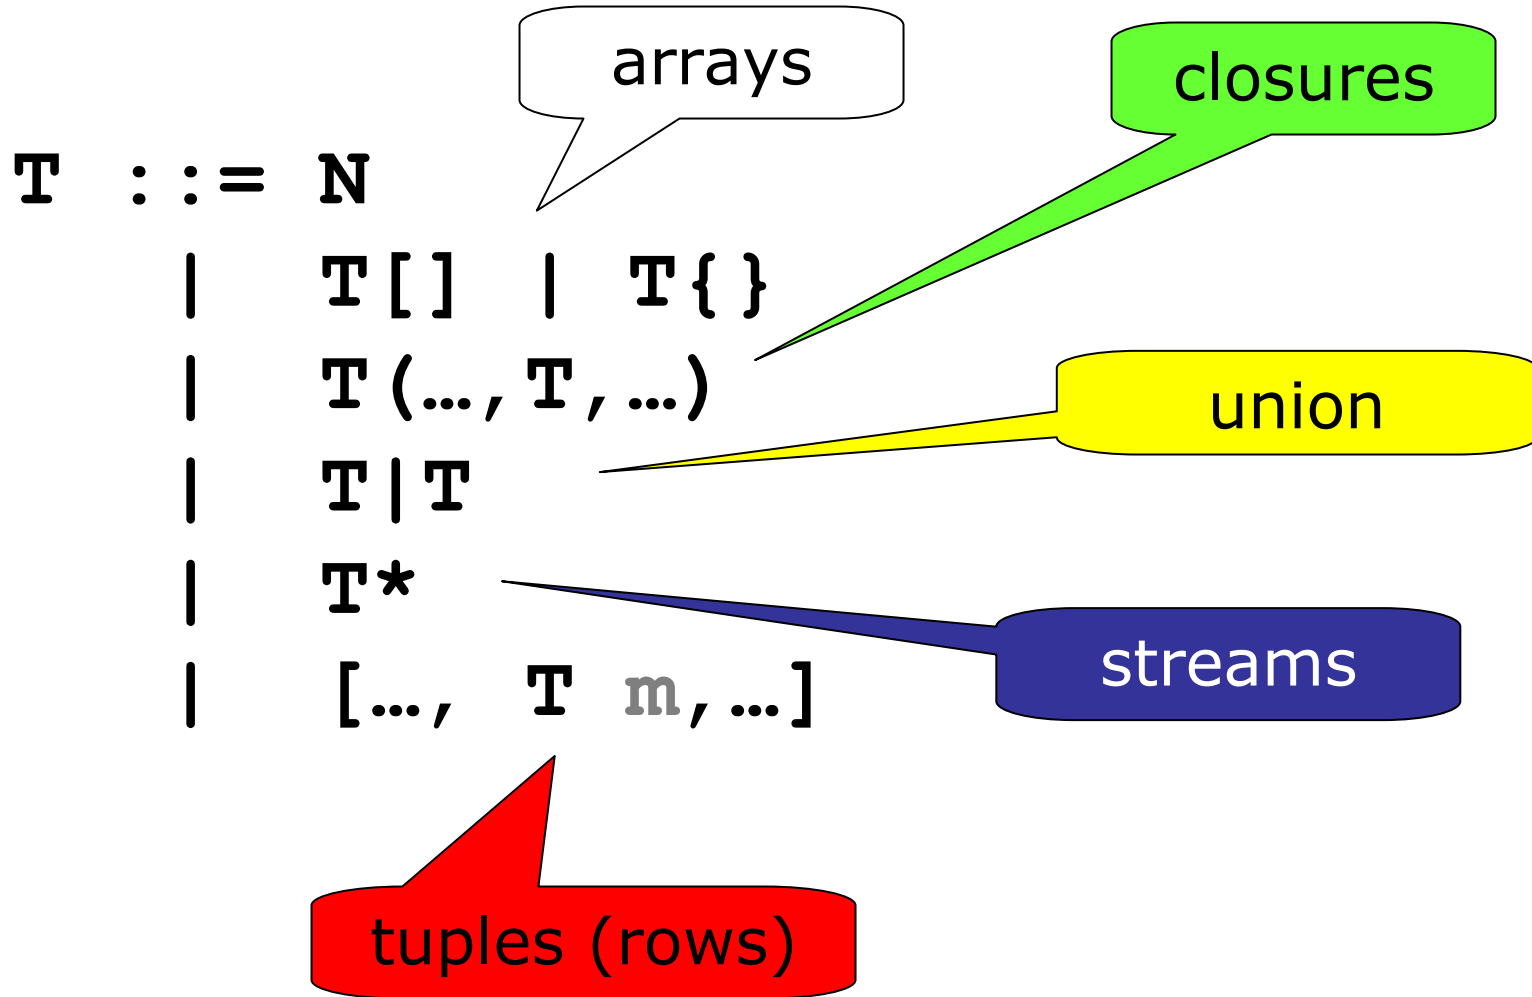 arrays
closures
T ::= N
| T[] | T{}
| T(…,T,…)
union
| T|T
| T*
streams
| […, T m,…]
tuples (rows)